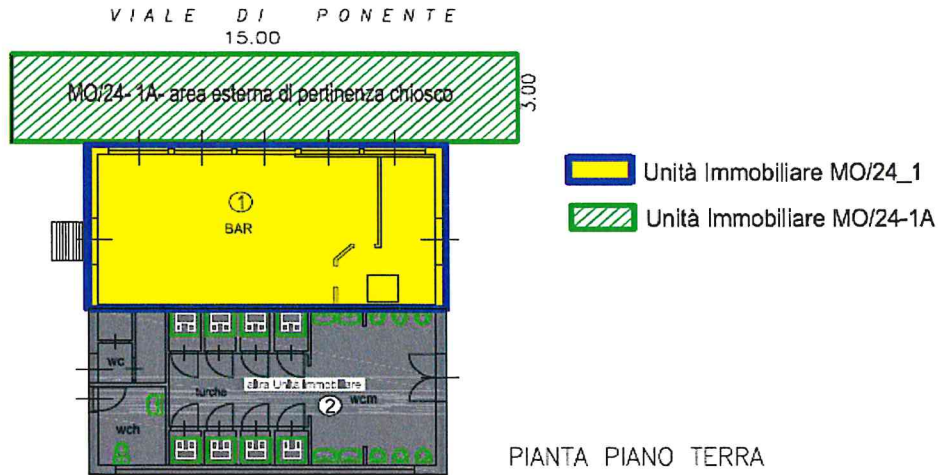 VIALE DI PONENTE
15.00
MO/24- 1A- area esterna di pertinenza chiosco
3.00
1
BAR
Unità Immobiliare MO/24_1
Unità Immobiliare MO/24-1A
wc
altra Unità Immobiliare
turche
2
wcm
wch
PIANTA PIANO TERRA